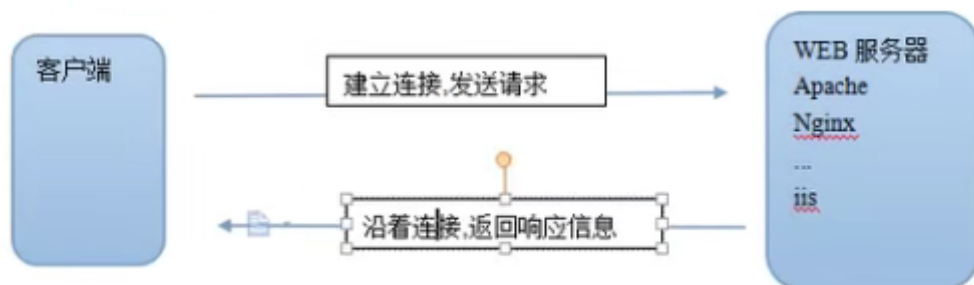 客户端
建立连接,发送请求
沿着连接,返回响应信息
WEB 服务器
Apache
Nginx
...
iis